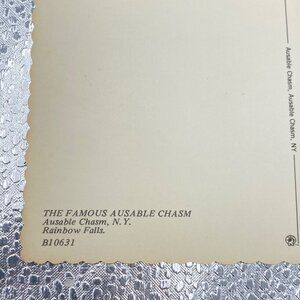 THE FAMOUS AUSABLE CHASM
Ausable Chasm, N.Y.
Rainbow Falls.
B10631
Ausable Chasm, Ausable Chasm, NY